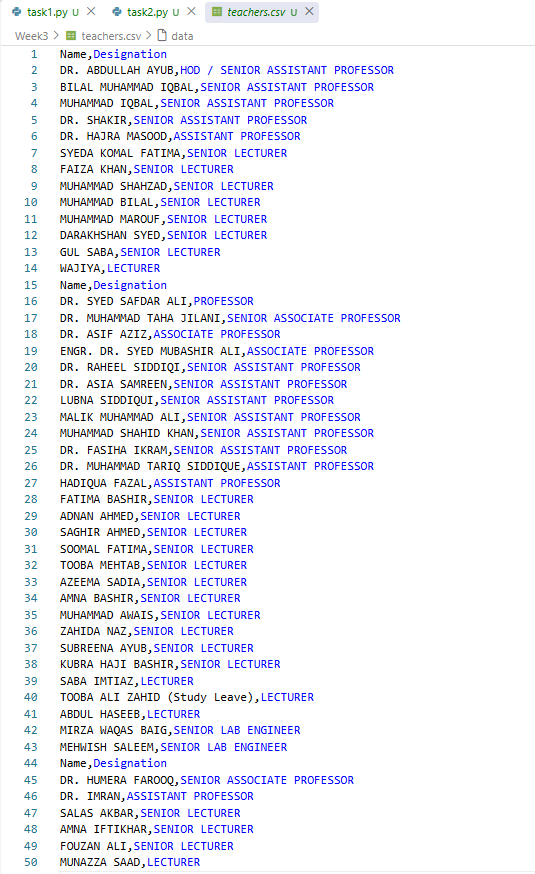 task1.py U task2.py U teachers.csv U
Week3 > teachers.csv > data
1 Name,Designation
2 DR. ABDULLAH AYUB,HOD / SENIOR ASSISTANT PROFESSOR
3 BILAL MUHAMMAD IQBAL,SENIOR ASSISTANT PROFESSOR
4 MUHAMMAD IQBAL,SENIOR ASSISTANT PROFESSOR
5 DR. SHAKIR,SENIOR ASSISTANT PROFESSOR
6 DR. HAJRA MASOOD,ASSISTANT PROFESSOR
7 SYEDA KOMAL FATIMA,SENIOR LECTURER
8 FAIZA KHAN,SENIOR LECTURER
9 MUHAMMAD SHAHZAD,SENIOR LECTURER
10 MUHAMMAD BILAL,SENIOR LECTURER
11 MUHAMMAD MAROUF,SENIOR LECTURER
12 DARAKHSHAN SYED,SENIOR LECTURER
13 GUL SABA,SENIOR LECTURER
14 WAJIYA,LECTURER
15 Name,Designation
16 DR. SYED SAFDAR ALI,PROFESSOR
17 DR. MUHAMMAD TAHA JILANI,SENIOR ASSOCIATE PROFESSOR
18 DR. ASIF AZIZ,ASSOCIATE PROFESSOR
19 ENGR. DR. SYED MUBASHIR ALI,ASSOCIATE PROFESSOR
20 DR. RAHEEL SIDDIQI,SENIOR ASSISTANT PROFESSOR
21 DR. ASIA SAMREEN,SENIOR ASSISTANT PROFESSOR
22 LUBNA SIDDIQUI,SENIOR ASSISTANT PROFESSOR
23 MALIK MUHAMMAD ALI,SENIOR ASSISTANT PROFESSOR
24 MUHAMMAD SHAHID KHAN,SENIOR ASSISTANT PROFESSOR
25 DR. FASIHA IKRAM,SENIOR ASSISTANT PROFESSOR
26 DR. MUHAMMAD TARIQ SIDDIQUE,ASSISTANT PROFESSOR
27 HADIQUA FAZAL,ASSISTANT PROFESSOR
28 FATIMA BASHIR,SENIOR LECTURER
29 ADNAN AHMED,SENIOR LECTURER
30 SAGHIR AHMED,SENIOR LECTURER
31 SOOMAL FATIMA,SENIOR LECTURER
32 TOOBA MEHTAB,SENIOR LECTURER
33 AZEEMA SADIA,SENIOR LECTURER
34 AMNA BASHIR,SENIOR LECTURER
35 MUHAMMAD AWAIS,SENIOR LECTURER
36 ZAHIDA NAZ,SENIOR LECTURER
37 SUBREENA AYUB,SENIOR LECTURER
38 KUBRA HAJI BASHIR,SENIOR LECTURER
39 SABA IMTIAZ,LECTURER
40 TOOBA ALI ZAHID (Study Leave),LECTURER
41 ABDUL HASEEB,LECTURER
42 MIRZA WAQAS BAIG,SENIOR LAB ENGINEER
43 MEHWISH SALEEM,SENIOR LAB ENGINEER
44 Name,Designation
45 DR. HUMERA FAROOQ,SENIOR ASSOCIATE PROFESSOR
46 DR. IMRAN,ASSISTANT PROFESSOR
47 SALAS AKBAR,SENIOR LECTURER
48 AMNA IFTIKHAR,SENIOR LECTURER
49 FOUZAN ALI,SENIOR LECTURER
50 MUNAZZA SAAD,LECTURER